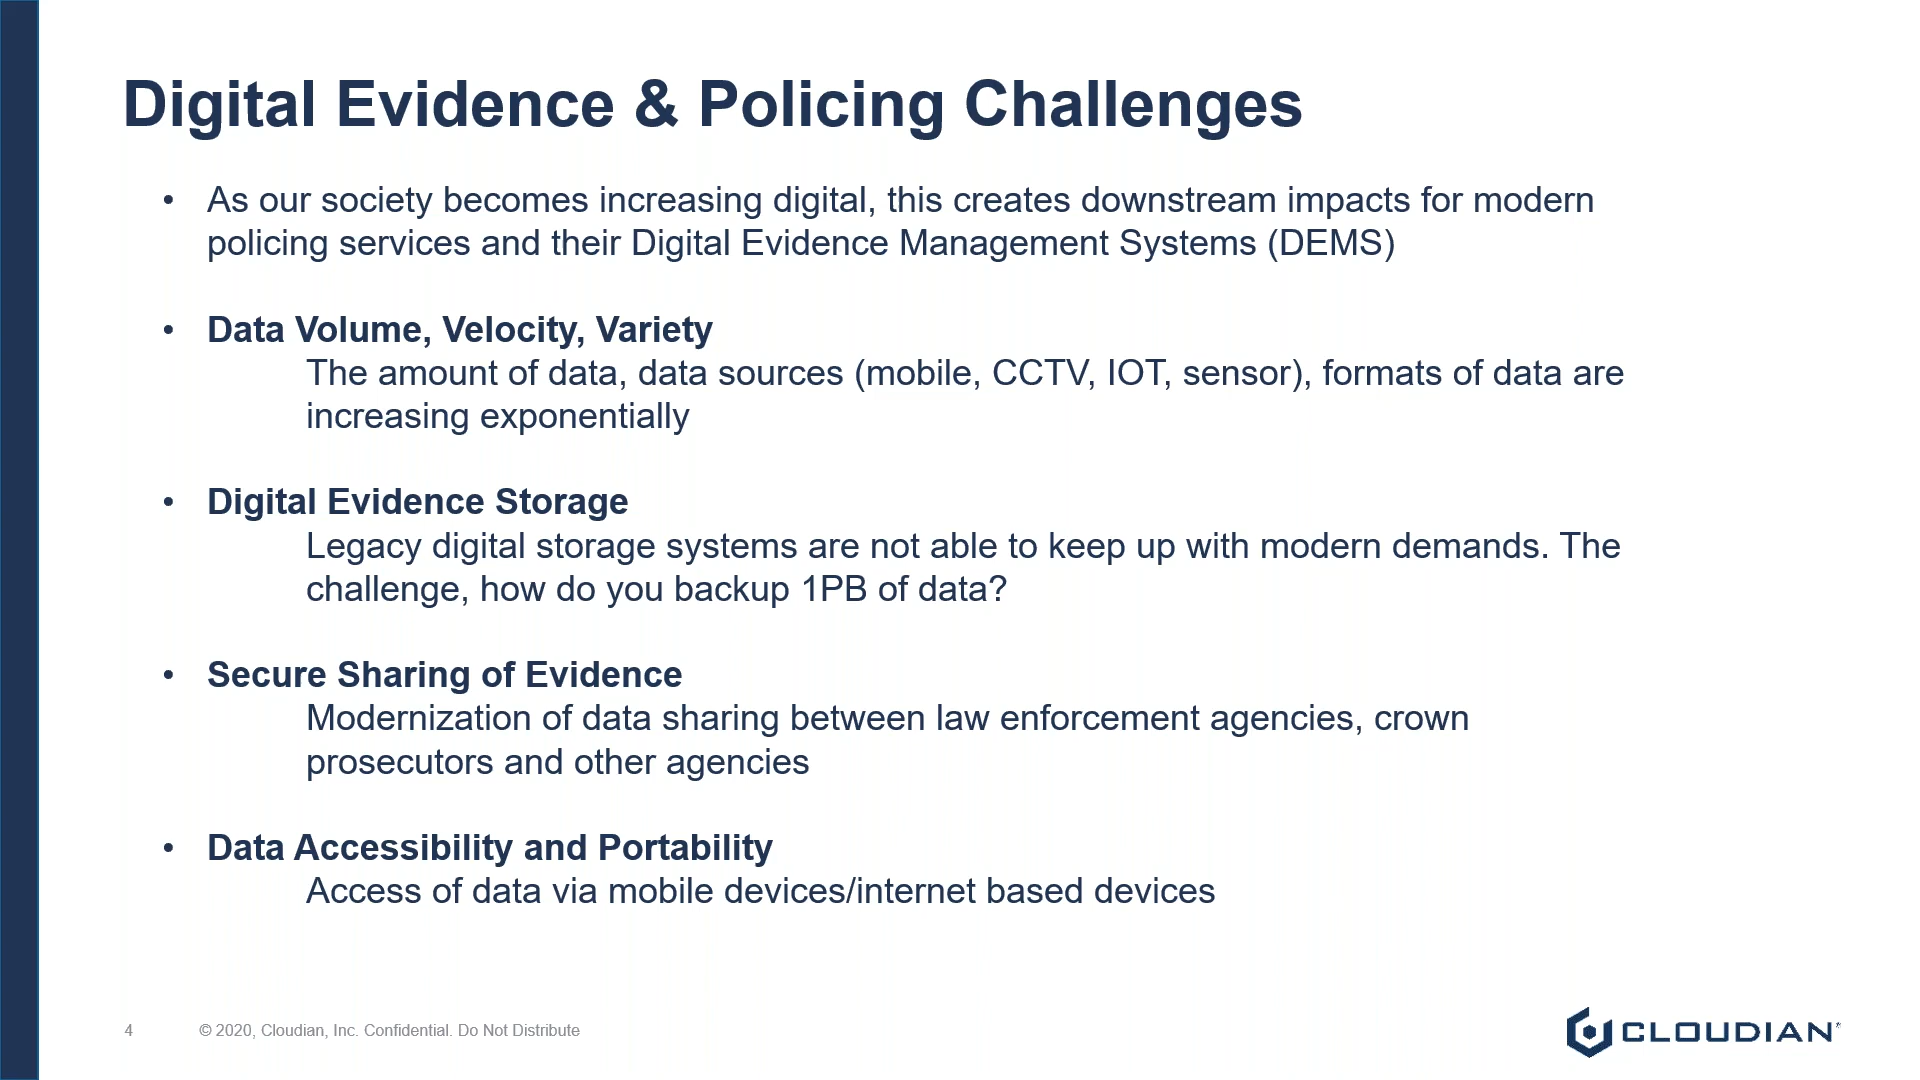 Digital Evidence & Policing Challenges
• As our society becomes increasing digital, this creates downstream impacts for modern
policing services and their Digital Evidence Management Systems (DEMS)
• Data Volume, Velocity, Variety
The amount of data, data sources (mobile, CCTV, IOT, sensor), formats of data are
increasing exponentially
• Digital Evidence Storage
Legacy digital storage systems are not able to keep up with modern demands. The
challenge, how do you backup 1PB of data?
• Secure Sharing of Evidence
Modernization of data sharing between law enforcement agencies, crown
prosecutors and other agencies
• Data Accessibility and Portability
Access of data via mobile devices/internet based devices
4 © 2020, Cloudian, Inc. Confidential. Do Not Distribute
CLOUDIAN